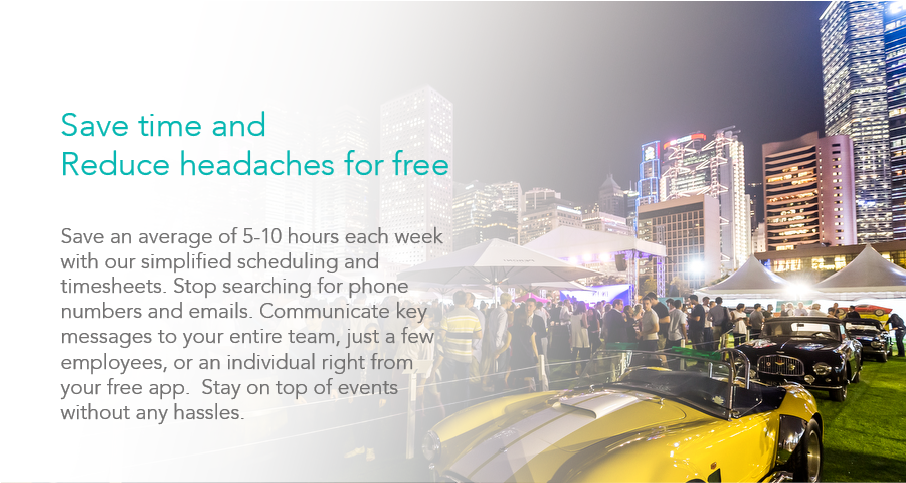 Save time and
Reduce headaches for free
Save an average of 5-10 hours each week
with our simplified scheduling and
timesheets. Stop searching for phone
numbers and emails. Communicate key
messages to your entire team, just a few
employees, or an individual right from
your free app.  Stay on top of events
without any hassles.